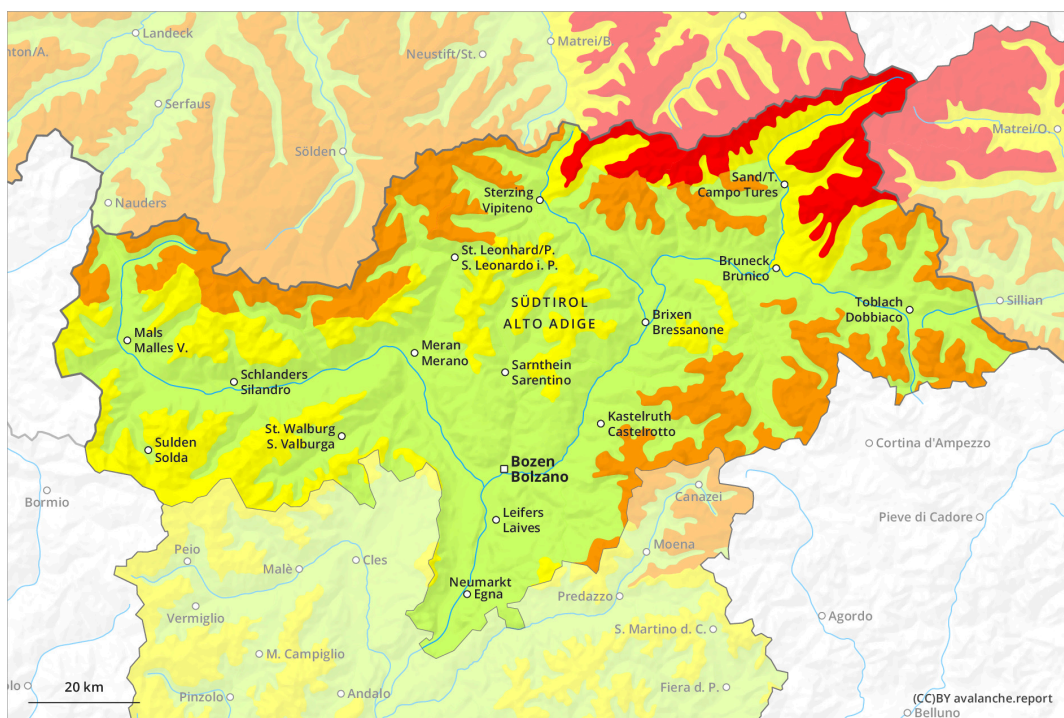 Landeck
nton/A.
Neustift/St.
Matrei/B
Serfaus
Sölden
Matrei/O.
Nauders
Sterzing
Vipiteno
Sand/T.
Campo Tures
St. Leonhard/P.
S. Leonardo i. P.
Bruneck
Brunico
Sillian
SÜDTIROL
ALTO ADIGE
Toblach
Dobbiaco
Brixen
Bressanone
Mals
Malles V.
Meran
Merano
Sarnthein
Sarentino
Schlanders
Silandro
Kastelruth
Castelrotto
St. Walburg
S. Valburga
Sulden
Solda
Cortina d'Ampezzo
Bozen
Bolzano
Bormio
Canazei
Leifers
Laives
Pieve di Cadore
Moena
Peio
Cles
Malè
Neumarkt
Egna
Predazzo
Vermiglio
Agordo
S. Martino d. C.
M. Campiglio
olo
20 km
Pinzolo
Andalo
Fiera d. P.
(CC)BY avalanche.report
Belluno